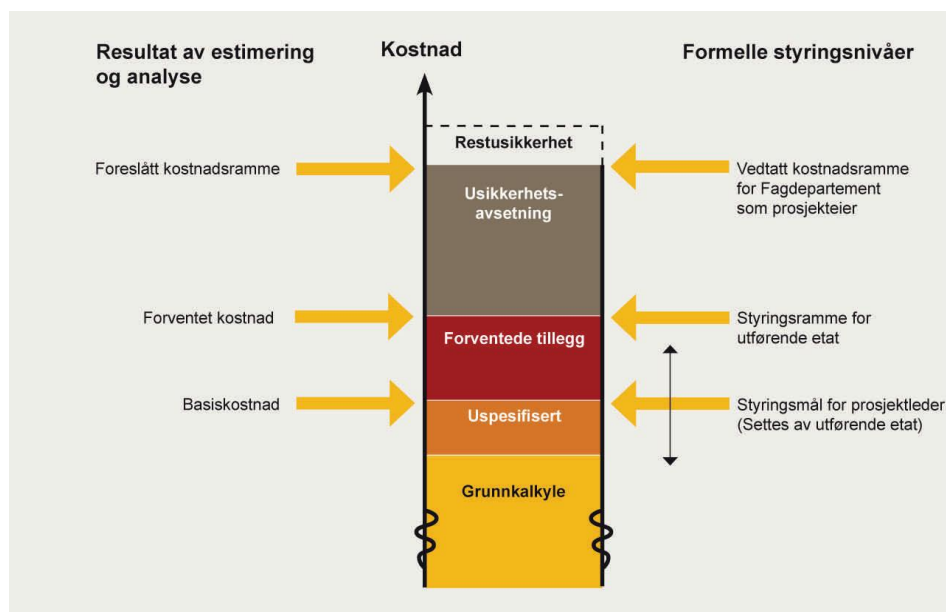 Resultat av estimering
og analyse
Kostnad
Formelle styringsnivåer
Restusikkerhet
Foreslått kostnadsramme
Vedtatt kostnadsramme
for Fagdepartement
som prosjekteier
Usikkerhets-
avsetning
Forventet kostnad
Styringsramme for
utførende etat
Forventede tillegg
Basiskostnad
Styringsmål for prosjektleder
(Settes av utførende etat)
Uspesifisert
Grunnkalkyle